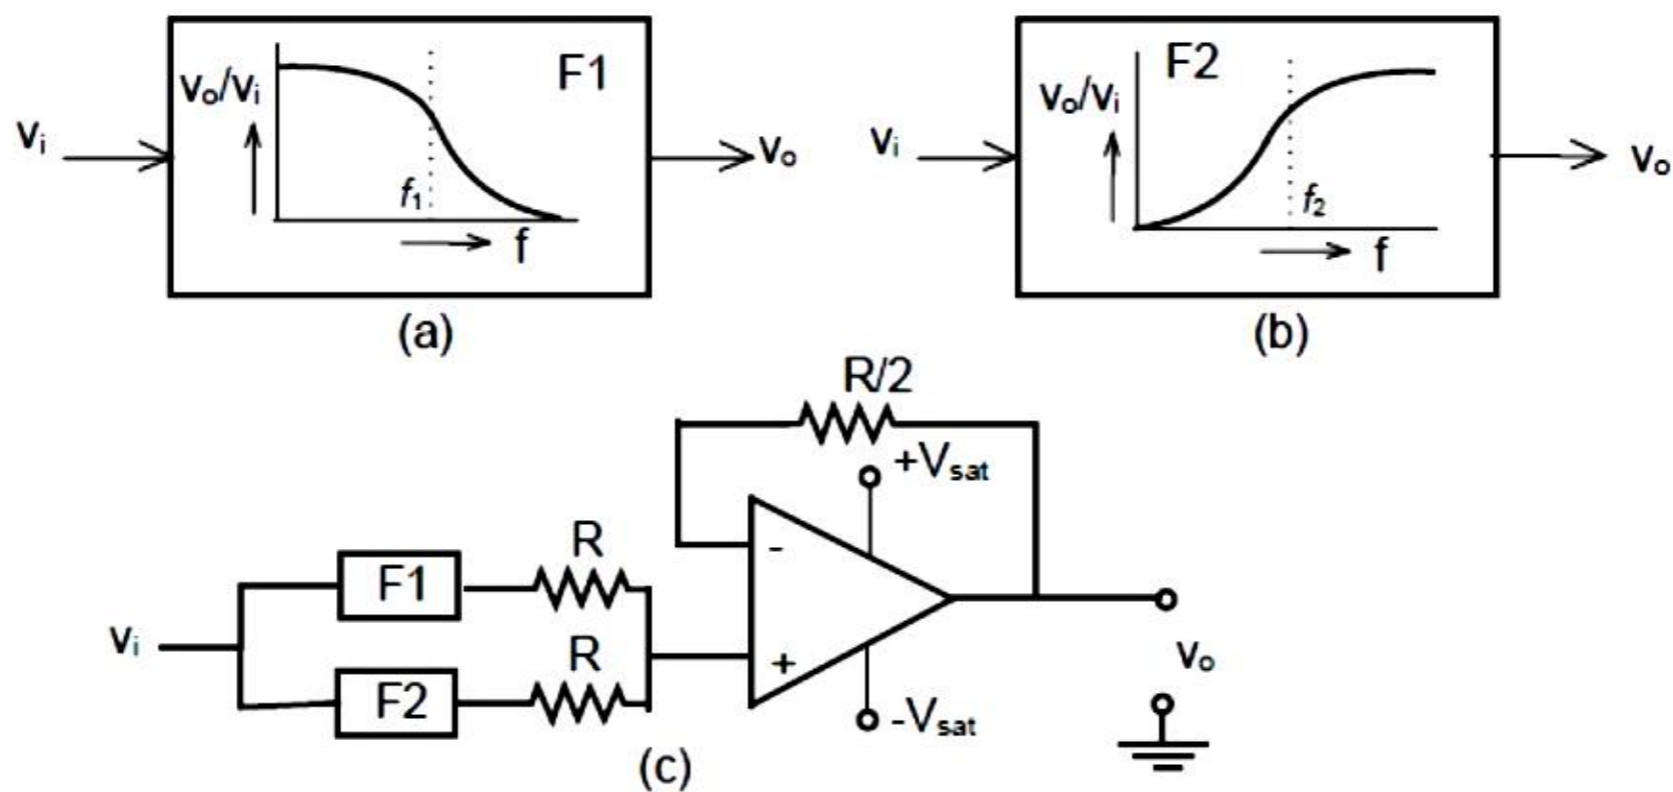 F1
vₒ/vᵢ
vᵢ
vₒ
f₁
f
(a)
F2
vₒ/vᵢ
vᵢ
vₒ
f₂
f
(b)
R/2
+Vsat
R
F1
-
vᵢ
R
+
F2
vₒ
-Vsat
(c)